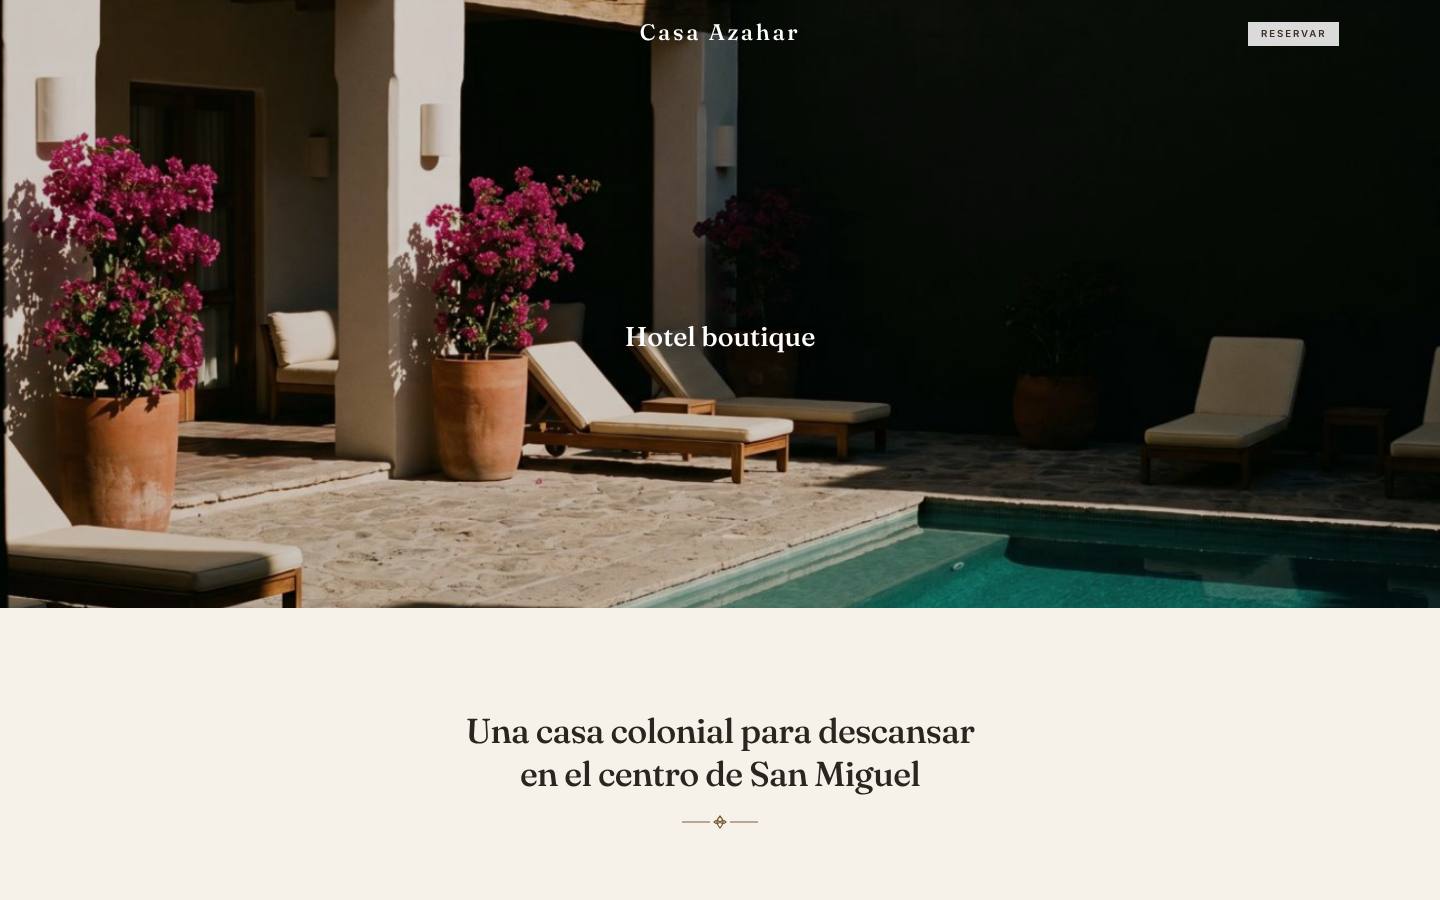 Casa Azahar
RESERVAR
Hotel boutique
Una casa colonial para descansar
en el centro de San Miguel